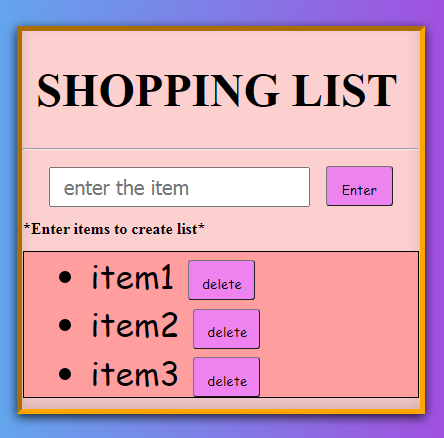 SHOPPING LIST
enter the item Enter
*Enter items to create list*
item1 delete
item2 delete
item3 delete